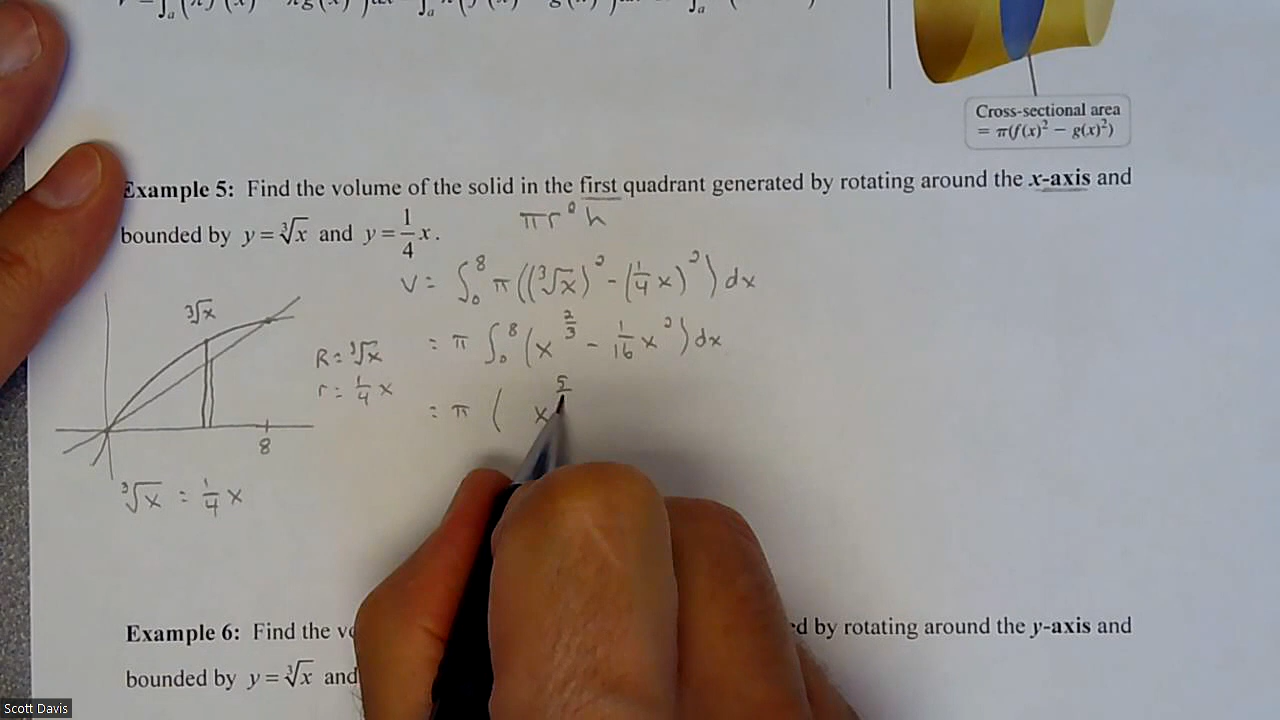 Cross-sectional area
= π(f(x)² − g(x)²)
Example 5: Find the volume of the solid in the first quadrant generated by rotating around the x-axis and
bounded by y = ∛x and y = 1/4 x.
πr²h
V = ∫₀⁸ π((∛x)² - (1/4 x)²) dx
= π ∫₀⁸ (x^(2/3) - 1/16 x²) dx
= π ( x^5/
∛x
R = ∛x
r = 1/4 x
8
∛x = 1/4 x
Example 6: Find the by rotating around the y-axis and
bounded by y = ∛x and
Scott Davis